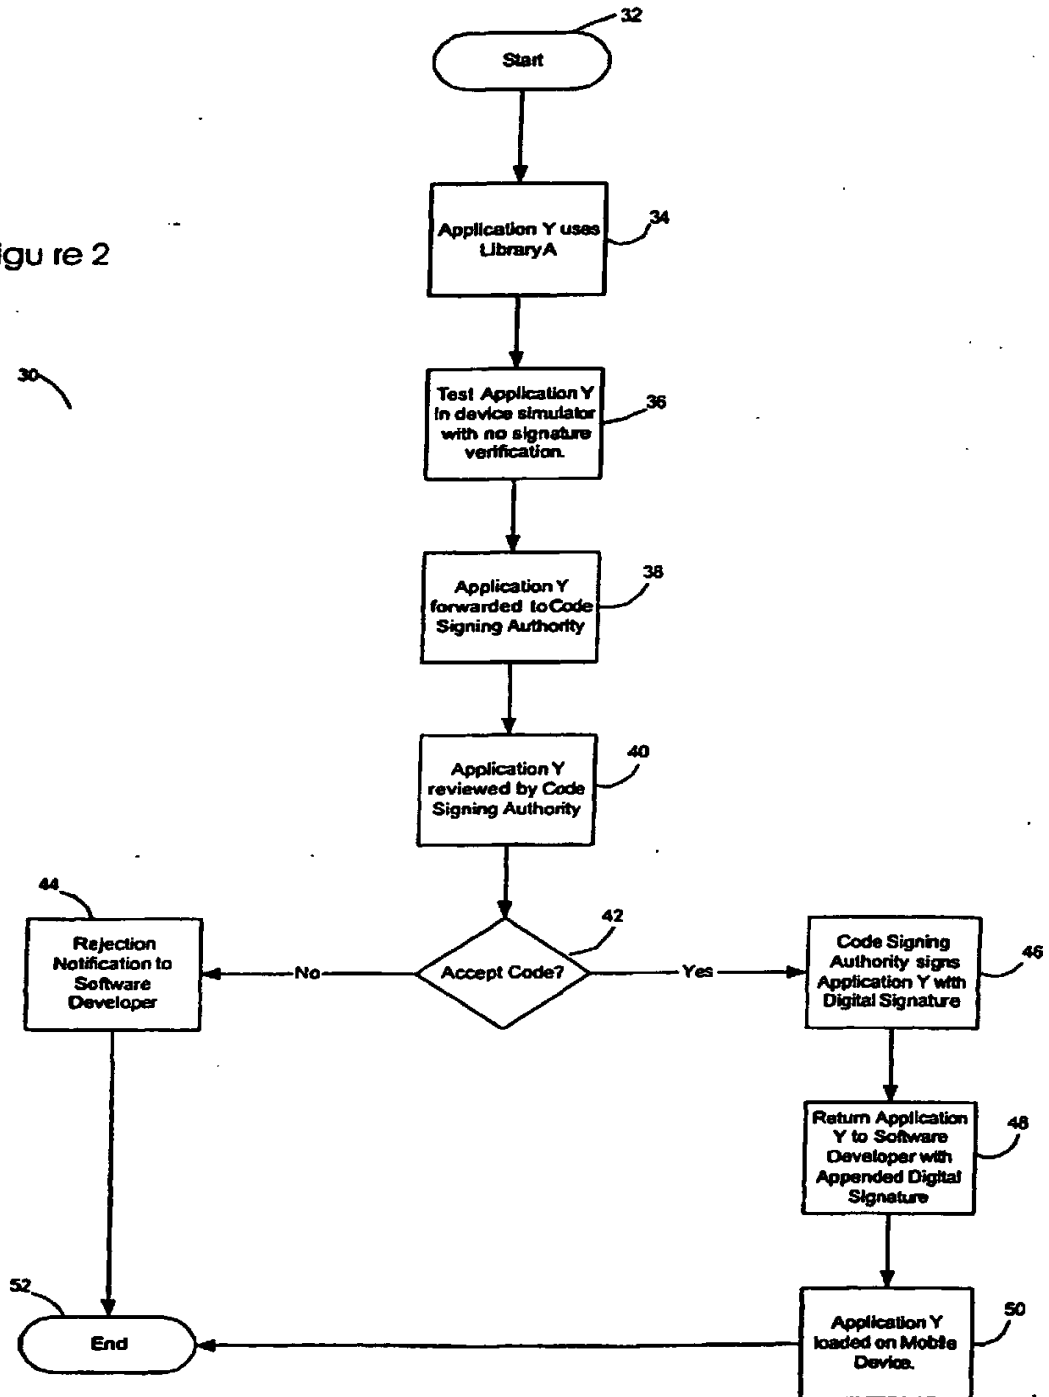 32
Start
Application Y uses
Library A
34
igu re 2
30
Test Application Y
in device simulator
with no signature
verification.
36
Application Y
forwarded to Code
Signing Authority
38
Application Y
reviewed by Code
Signing Authority
40
44
Rejection
Notification to
Software
Developer
No
Accept Code?
42
Yes
Code Signing
Authority signs
Application Y with
Digital Signature
46
Return Application
Y to Software
Developer with
Appended Digital
Signature
48
52
End
Application Y
loaded on Mobile
Device.
50